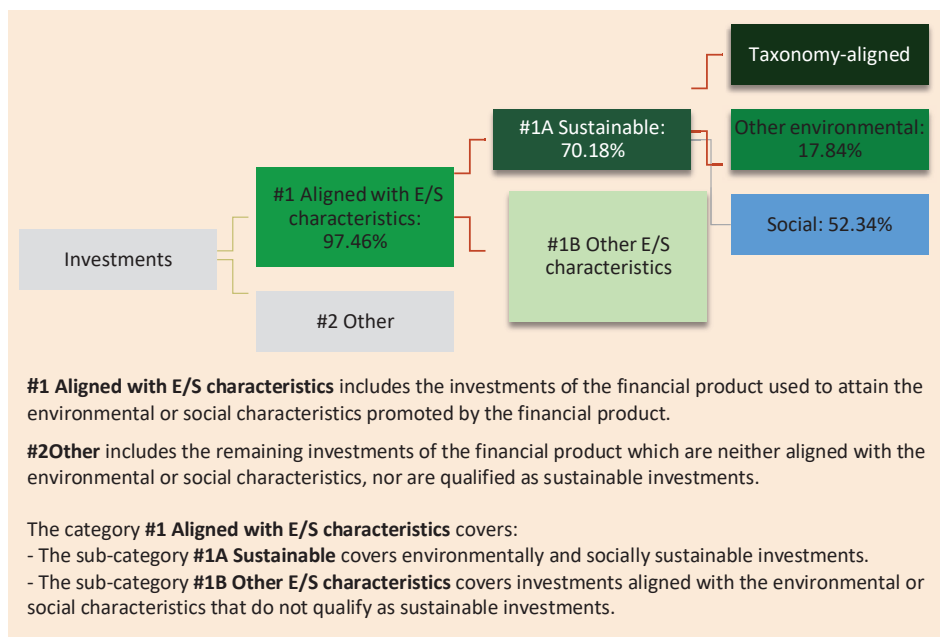 Taxonomy-aligned
#1A Sustainable:
70.18%
Other environmental:
17.84%
#1 Aligned with E/S
characteristics:
97.46%
Social: 52.34%
#1B Other E/S
characteristics
Investments
#2 Other
#1 Aligned with E/S characteristics includes the investments of the financial product used to attain the
environmental or social characteristics promoted by the financial product.
#2Other includes the remaining investments of the financial product which are neither aligned with the
environmental or social characteristics, nor are qualified as sustainable investments.
The category #1 Aligned with E/S characteristics covers:
- The sub-category #1A Sustainable covers environmentally and socially sustainable investments.
- The sub-category #1B Other E/S characteristics covers investments aligned with the environmental or
social characteristics that do not qualify as sustainable investments.